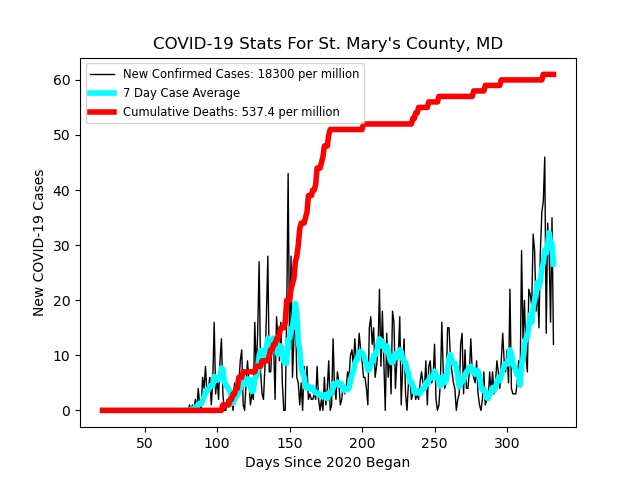 COVID-19 Stats For St. Mary's County, MD
New Confirmed Cases: 18300 per million
7 Day Case Average
Cumulative Deaths: 537.4 per million
New COVID-19 Cases
60
50
40
30
20
10
0
50
100
150
200
250
300
Days Since 2020 Began